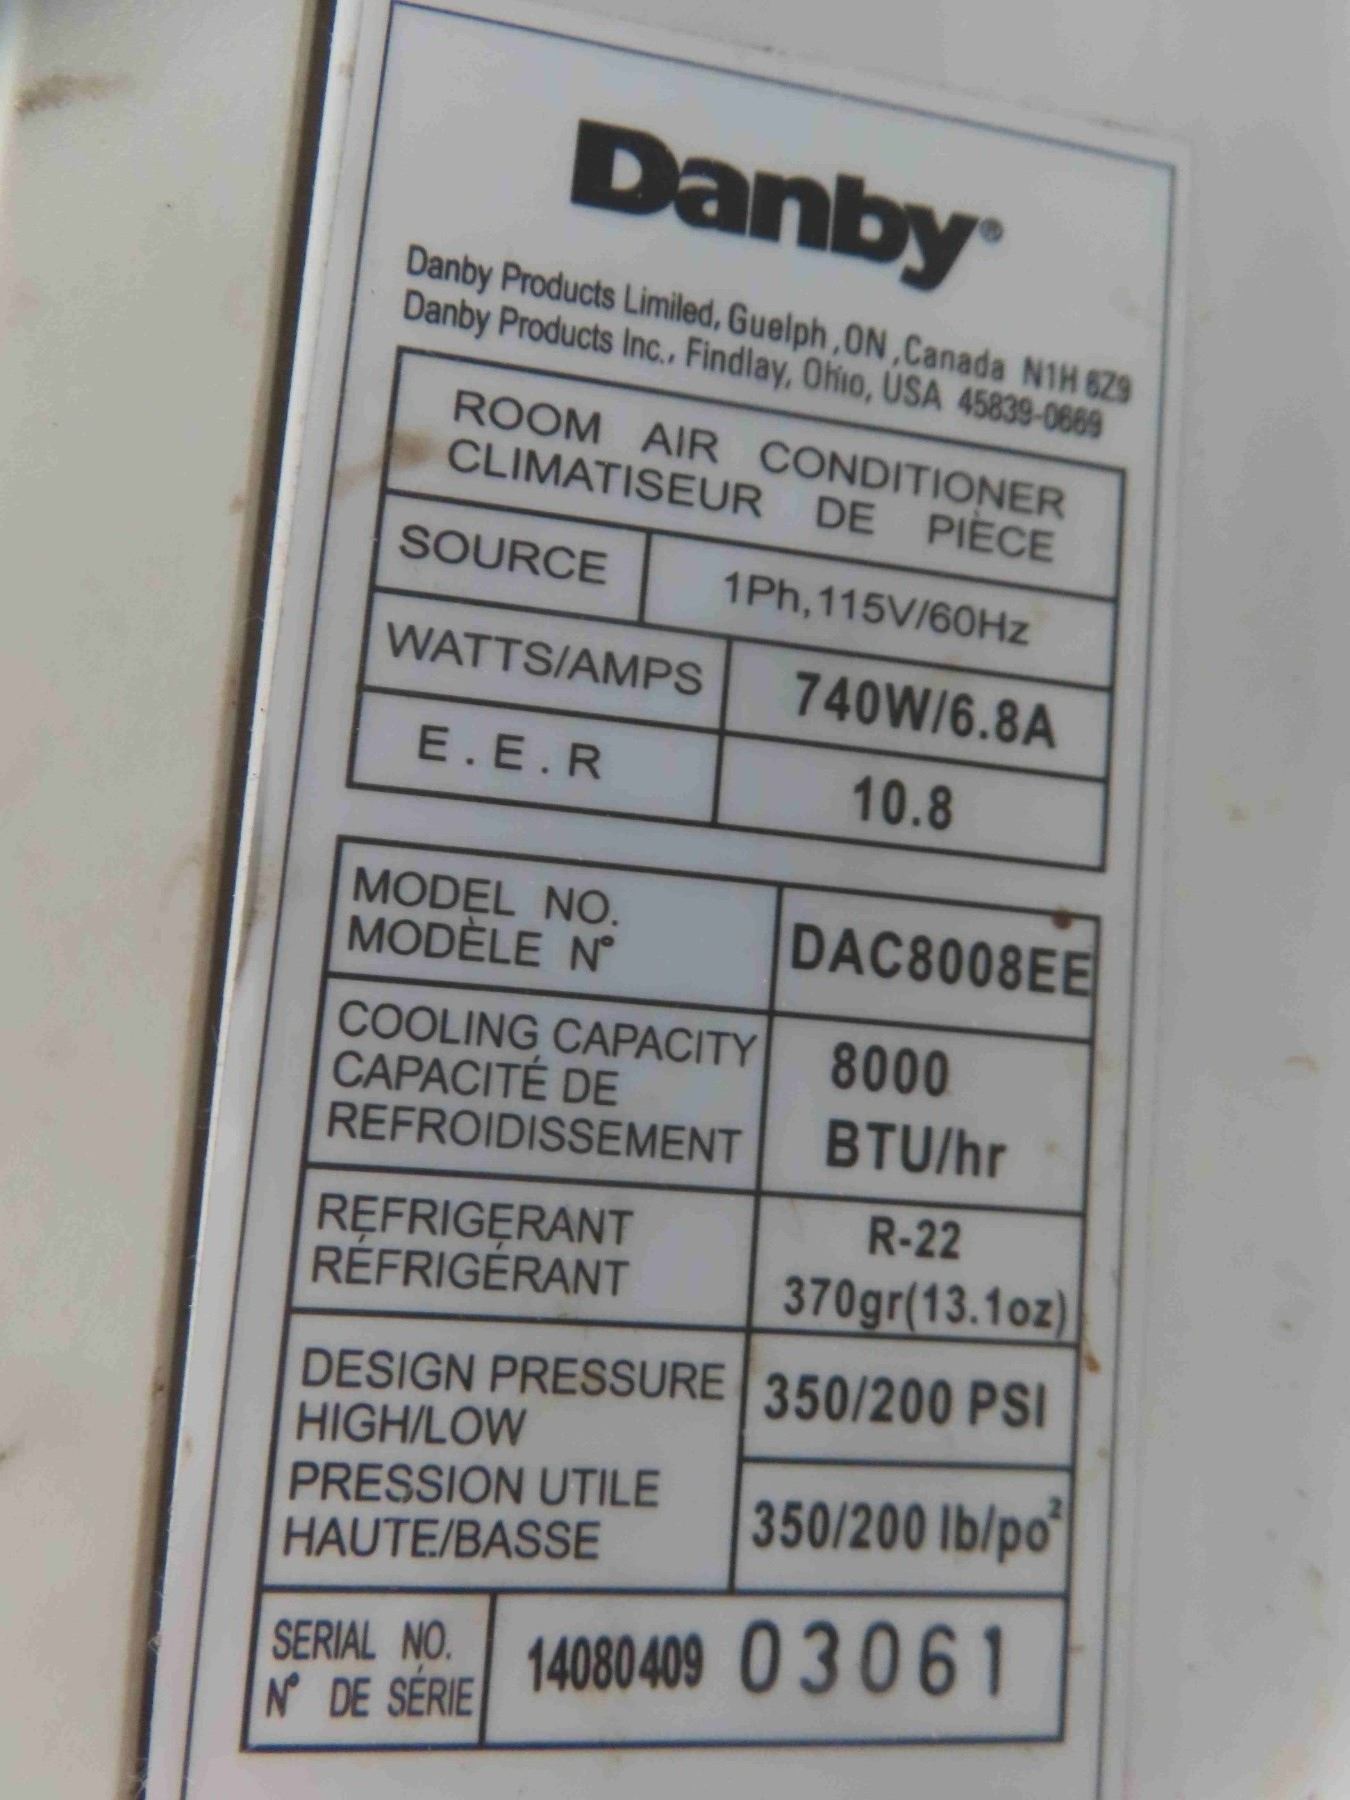 Danby®
Danby Products Limiled, Guelph ,ON ,Canada N1H 6Z9
Danby Products Inc., Findlay, Ohio, USA 45839-0669
ROOM AIR CONDITIONER
CLIMATISEUR DE PIÈCE
SOURCE 1Ph,115V/60Hz
WATTS/AMPS 740W/6.8A
E.E.R 10.8
MODEL NO.
MODÈLE N° DAC8008EE
COOLING CAPACITY 8000
CAPACITÉ DE
REFROIDISSEMENT BTU/hr
REFRIGERANT R-22
RÉFRIGÉRANT 370gr(13.1oz)
DESIGN PRESSURE 350/200 PSI
HIGH/LOW
PRESSION UTILE 350/200 lb/po²
HAUTE/BASSE
SERIAL NO. 14080409 03061
N° DE SÉRIE